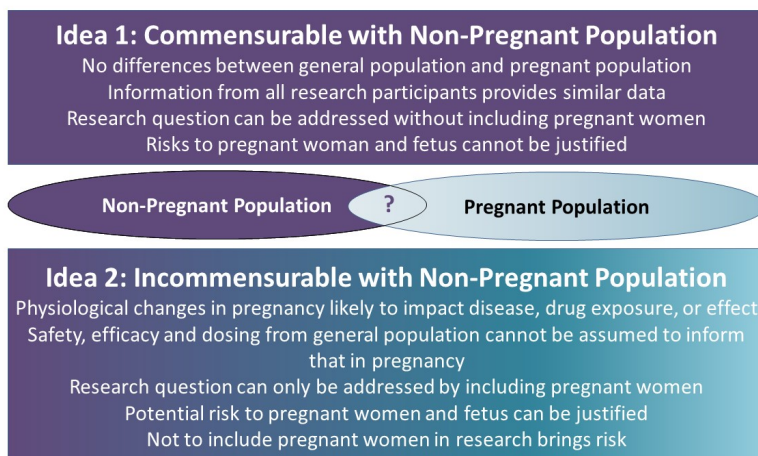 Idea 1: Commensurable with Non-Pregnant Population
No differences between general population and pregnant population
Information from all research participants provides similar data
Research question can be addressed without including pregnant women
Risks to pregnant woman and fetus cannot be justified
Non-Pregnant Population ? Pregnant Population
Idea 2: Incommensurable with Non-Pregnant Population
Physiological changes in pregnancy likely to impact disease, drug exposure, or effect
Safety, efficacy and dosing from general population cannot be assumed to inform
that in pregnancy
Research question can only be addressed by including pregnant women
Potential risk to pregnant women and fetus can be justified
Not to include pregnant women in research brings risk